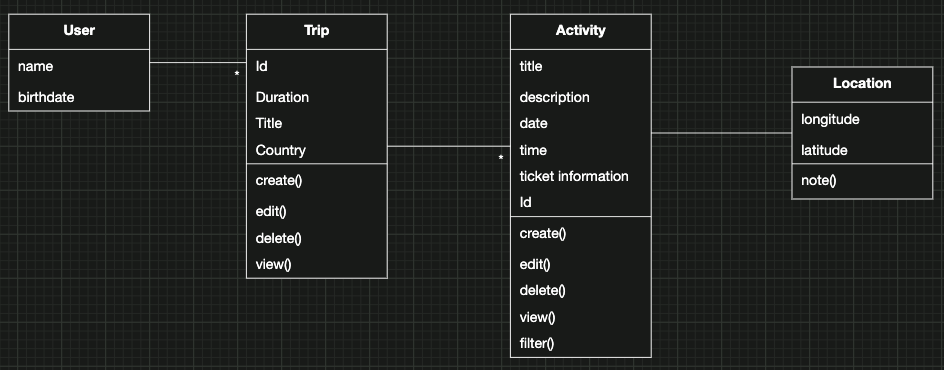 User
name
birthdate
*
Trip
Id
Duration
Title
Country
create()
edit()
delete()
view()
*
Activity
title
description
date
time
ticket information
Id
create()
edit()
delete()
view()
filter()
Location
longitude
latitude
note()